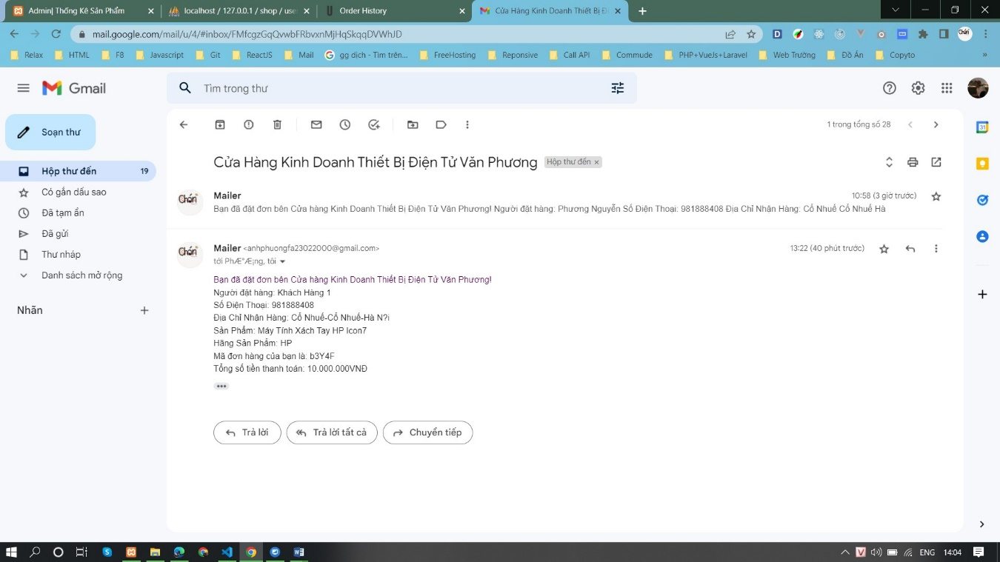 Admin| Thống Kê Sản Phẩm
localhost / 127.0.0.1 / shop / use
Order History
Cửa Hàng Kinh Doanh Thiết Bị Đi
mail.google.com/mail/u/4/#inbox/FMfcgzGqQvwbFRbvxnMjHqSkqqDVWhJD
Relax HTML F8 Javascript Git ReactJS Mail gg dịch - Tìm trên... FreeHosting Reponsive Call API Commude PHP+VueJs+Laravel Web Trường Đồ Án Copyto »
Gmail
Tìm trong thư
Soạn thư
1 trong tổng số 28
Hộp thư đến 19
Có gắn dấu sao
Đã tạm ẩn
Đã gửi
Thư nháp
Danh sách mở rộng
Nhãn
Cửa Hàng Kinh Doanh Thiết Bị Điện Tử Văn Phương Hộp thư đến ×
Mailer 10:58 (3 giờ trước)
Bạn đã đặt đơn bên Cửa hàng Kinh Doanh Thiết Bị Điện Tử Văn Phương! Người đặt hàng: Phương Nguyễn Số Điện Thoại: 981888408 Địa Chỉ Nhận Hàng: Cổ Nhuế Cổ Nhuế Hà
Mailer <anhphuongfa23022000@gmail.com> 13:22 (40 phút trước)
tới PhÆ°Æ¡ng, tôi
Bạn đã đặt đơn bên Cửa hàng Kinh Doanh Thiết Bị Điện Tử Văn Phương!
Người đặt hàng: Khách Hàng 1
Số Điện Thoại: 981888408
Địa Chỉ Nhận Hàng: Cổ Nhuế-Cổ Nhuế-Hà N?i
Sản Phẩm: Máy Tính Xách Tay HP Icon7
Hãng Sản Phẩm: HP
Mã đơn hàng của bạn là: b3Y4F
Tổng số tiền thanh toán: 10.000.000VNĐ
Trả lời
Trả lời tất cả
Chuyển tiếp
ENG 14:04